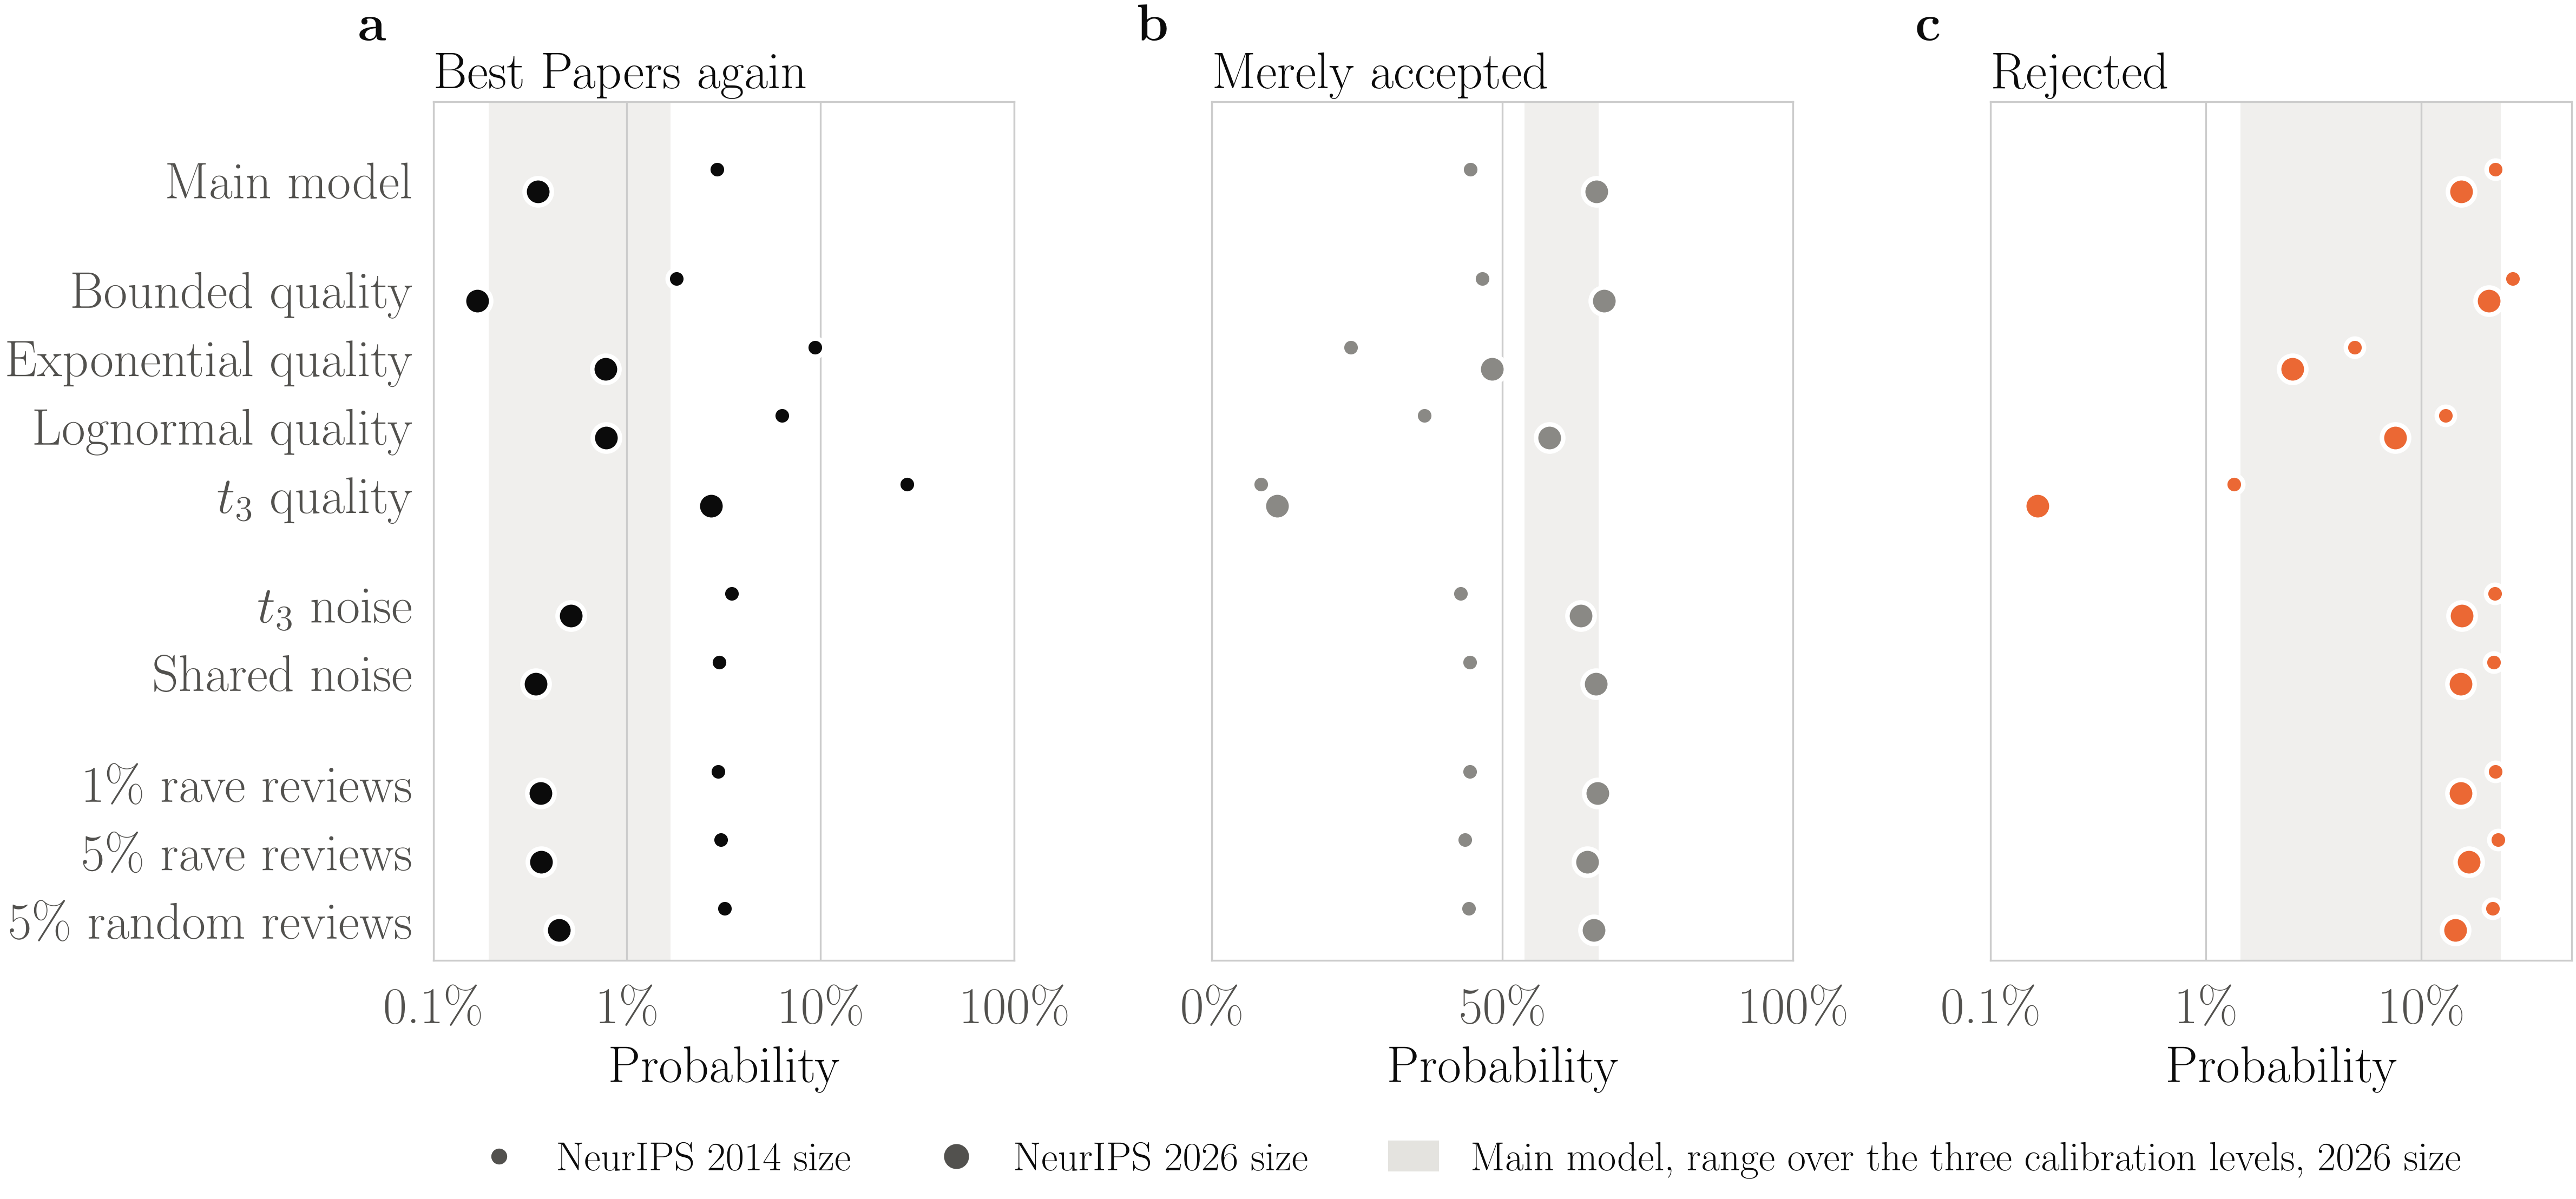 a
b
c
Best Papers again
Merely accepted
Rejected
Main model
Bounded quality
Exponential quality
Lognormal quality
t₃ quality
t₃ noise
Shared noise
1% rave reviews
5% rave reviews
5% random reviews
0.1% 1% 10% 100%
0% 50% 100%
0.1% 1% 10%
Probability
Probability
Probability
NeurIPS 2014 size
NeurIPS 2026 size
Main model, range over the three calibration levels, 2026 size